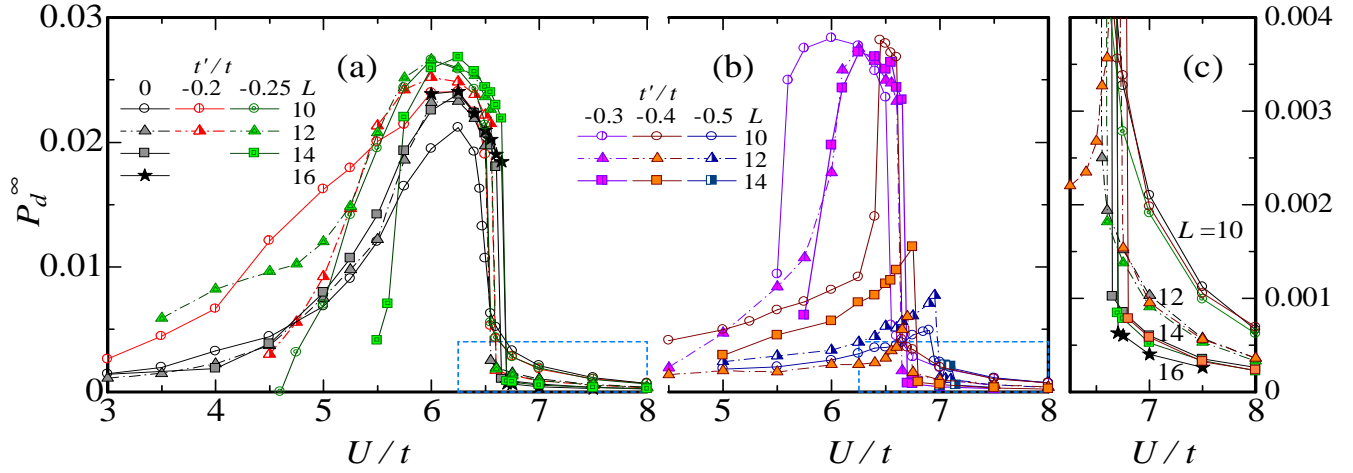 0.03
0.02
0.01
0
P_d^∞
(a)
t'/t
0 -0.2 -0.25 L
10
12
14
16
3 4 5 6 7 8
U / t
(b)
t'/t
-0.3 -0.4 -0.5 L
10
12
14
5 6 7 8
U / t
(c)
0.004
0.003
0.002
0.001
0
L =10
12
14
16
7 8
U / t